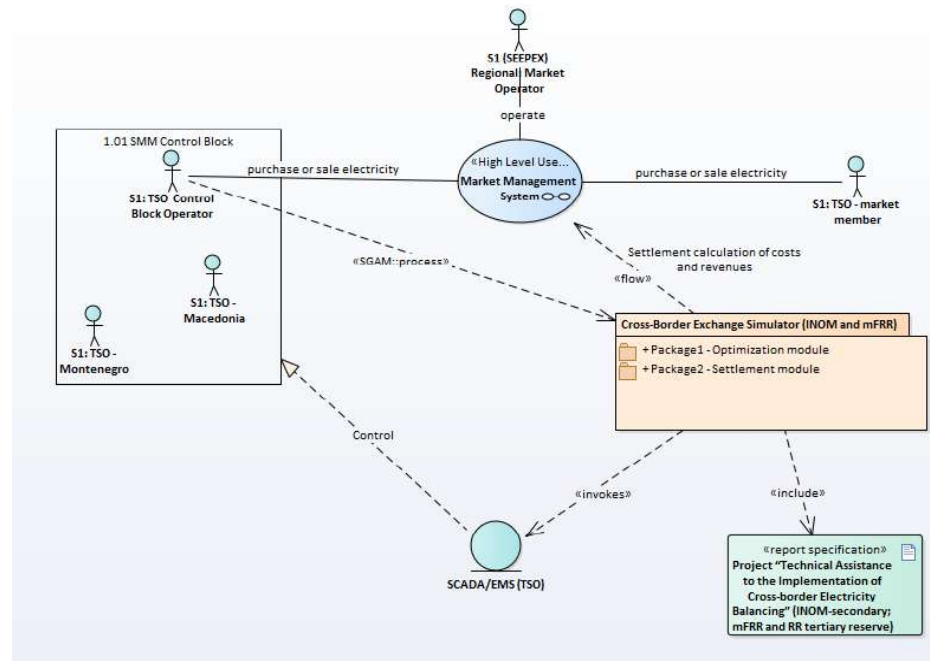 S1 (SEEPEX)
Regional: Market
Operator
operate
1.01 SMM Control Block
«High Level Use...
Market Management
System
purchase or sale electricity
purchase or sale electricity
S1: TSO Control
Block Operator
S1: TSO - market
member
Settlement calculation of costs
and revenues
«SGAM::process»
«flow»
S1: TSO -
Macedonia
S1: TSO -
Montenegro
Cross-Border Exchange Simulator (INOM and mFRR)
+ Package1 - Optimization module
+ Package2 - Settlement module
Control
«invokes»
«include»
SCADA/EMS (TSO)
«report specification»
Project "Technical Assistance
to the Implementation of
Cross-border Electricity
Balancing" (INOM-secondary;
mFRR and RR tertiary reserve)